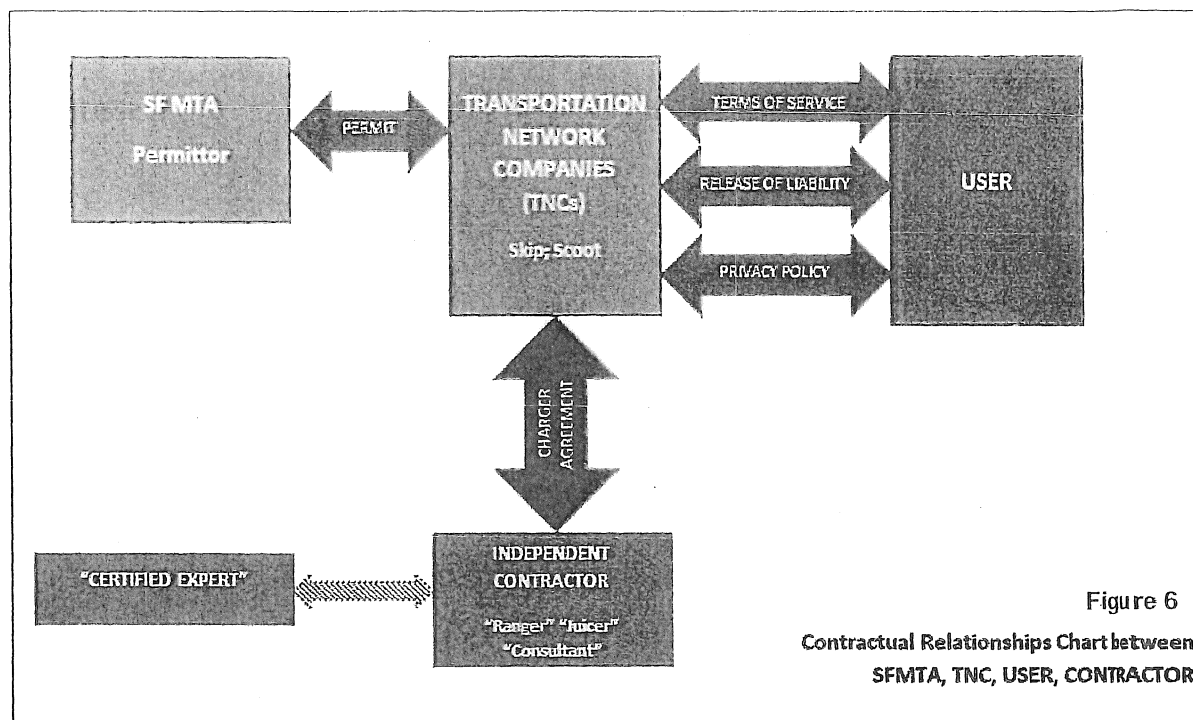 SF MTA
Permittor
PERMIT
TRANSPORTATION
NETWORK
COMPANIES
(TNCs)
Skip; Scoot
TERMS OF SERVICE
RELEASE OF LIABILITY
PRIVACY POLICY
USER
CHARGER
AGREEMENT
"CERTIFIED EXPERT"
INDEPENDENT
CONTRACTOR
"Ranger" "Juicer"
"Consultant"
Figure 6
Contractual Relationships Chart between
SFMTA, TNC, USER, CONTRACTOR